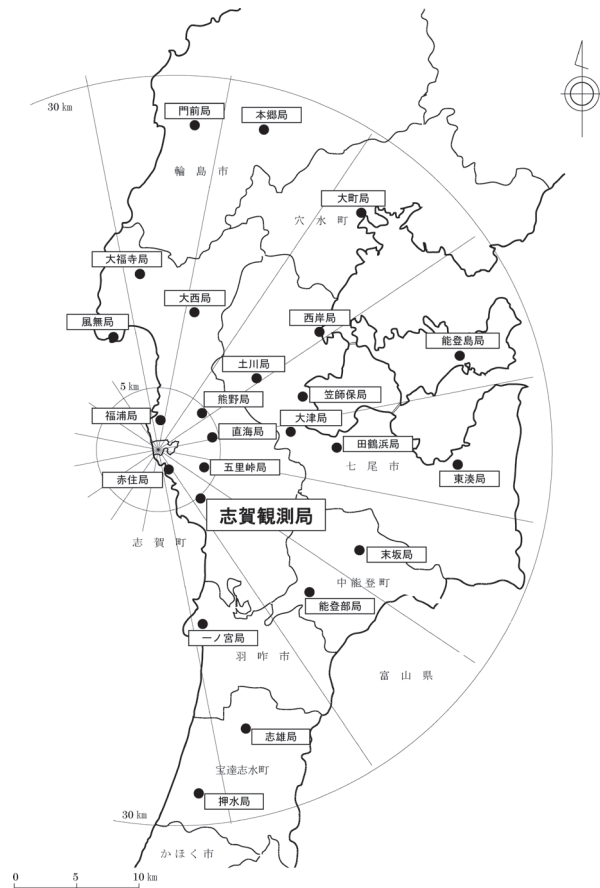 30 km
門前局
本郷局
輪島市
大町局
穴水町
大福寺局
大西局
風無局
西岸局
能登島局
土川局
5 km
笠師保局
熊野局
福浦局
大津局
直海局
田鶴浜局
五里峠局
七尾市
赤住局
東湊局
志賀観測局
志賀町
末坂局
中能登町
能登部局
一ノ宮局
羽咋市
富山県
志雄局
宝達志水町
押水局
30 km
かほく市
0 5 10 km